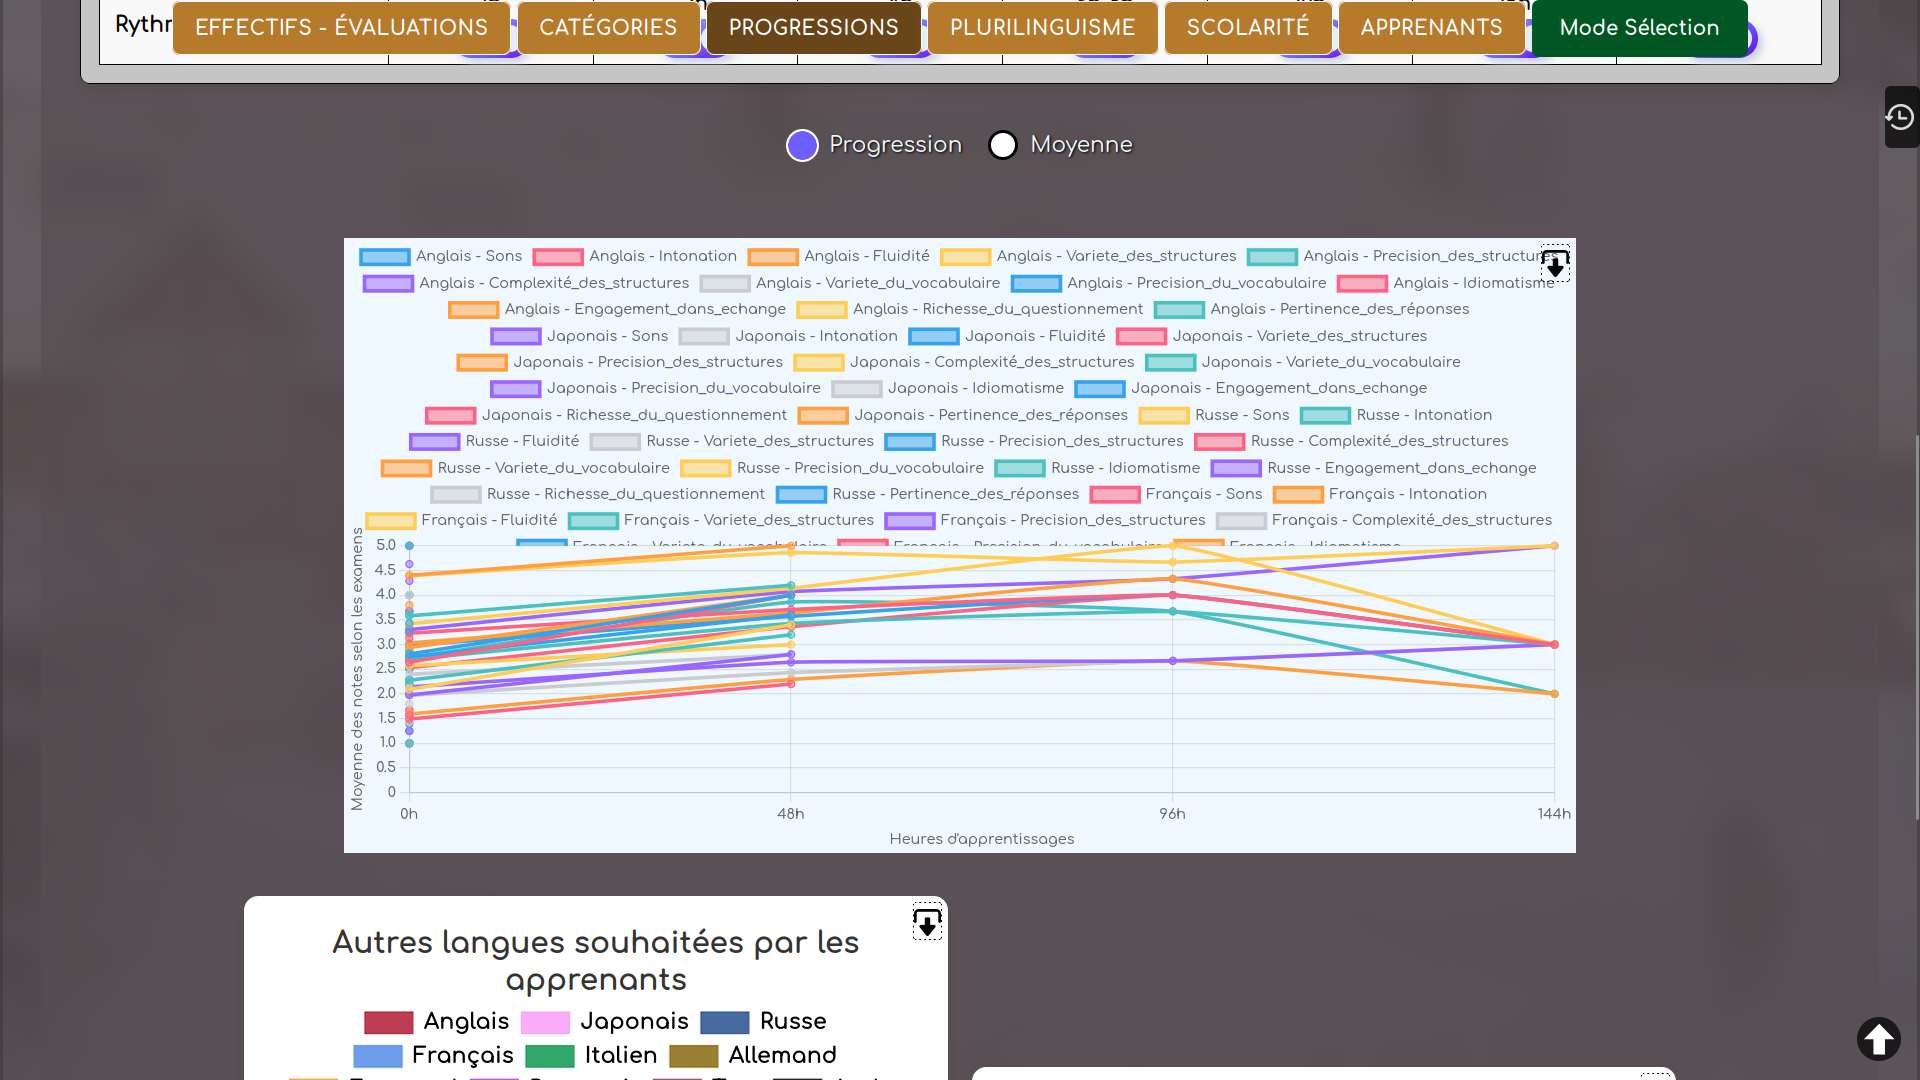 Rythr
EFFECTIFS - ÉVALUATIONS CATÉGORIES PROGRESSIONS PLURILINGUISME SCOLARITÉ APPRENANTS Mode Sélection
Progression Moyenne
Anglais - Sons Anglais - Intonation Anglais - Fluidité Anglais - Variete_des_structures Anglais - Precision_des_structures
Anglais - Complexité_des_structures Anglais - Variete_du_vocabulaire Anglais - Precision_du_vocabulaire Anglais - Idiomatisme
Anglais - Engagement_dans_echange Anglais - Richesse_du_questionnement Anglais - Pertinence_des_réponses
Japonais - Sons Japonais - Intonation Japonais - Fluidité Japonais - Variete_des_structures
Japonais - Precision_des_structures Japonais - Complexité_des_structures Japonais - Variete_du_vocabulaire
Japonais - Precision_du_vocabulaire Japonais - Idiomatisme Japonais - Engagement_dans_echange
Japonais - Richesse_du_questionnement Japonais - Pertinence_des_réponses Russe - Sons Russe - Intonation
Russe - Fluidité Russe - Variete_des_structures Russe - Precision_des_structures Russe - Complexité_des_structures
Russe - Variete_du_vocabulaire Russe - Precision_du_vocabulaire Russe - Idiomatisme Russe - Engagement_dans_echange
Russe - Richesse_du_questionnement Russe - Pertinence_des_réponses Français - Sons Français - Intonation
Français - Fluidité Français - Variete_des_structures Français - Precision_des_structures Français - Complexité_des_structures
Français - Variete_du_vocabulaire Français - Precision_du_vocabulaire Français - Idiomatisme
Moyenne des notes selon les examens
5.0
4.5
4.0
3.5
3.0
2.5
2.0
1.5
1.0
0.5
0
0h 48h 96h 144h
Heures d'apprentissages
Autres langues souhaitées par les
apprenants
Anglais Japonais Russe
Français Italien Allemand